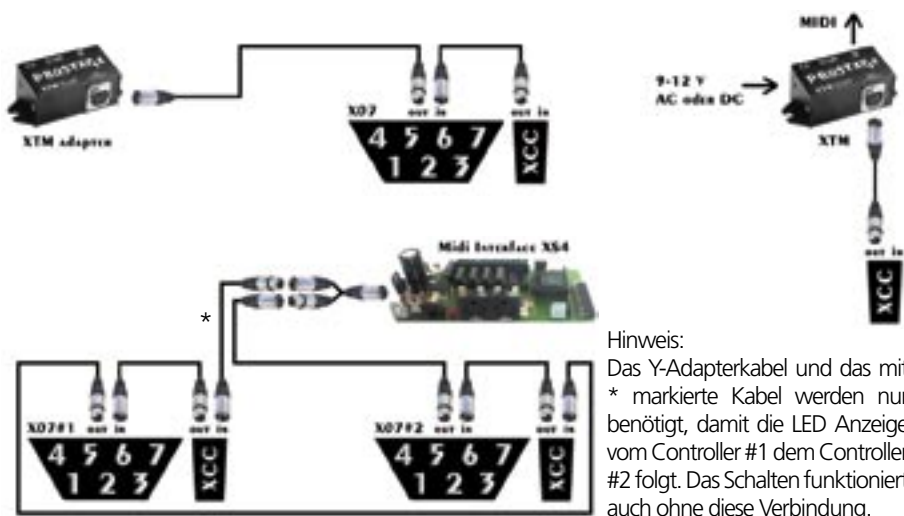 MIDI
PROSTAGE
XTM adapter
X07
out in
4 5 6 7
1 2 3
out in
XCC
9-12 V
AC oder DC
PROSTAGE
XTM
out in
XCC
Midi Interface XS4
*
X07#1
out in
4 5 6 7
1 2 3
out in
XCC
X07#2
out in
4 5 6 7
1 2 3
out in
XCC
Hinweis:
Das Y-Adapterkabel und das mit
* markierte Kabel werden nur
benötigt, damit die LED Anzeige
vom Controller #1 dem Controller
#2 folgt. Das Schalten funktioniert
auch ohne diese Verbindung.